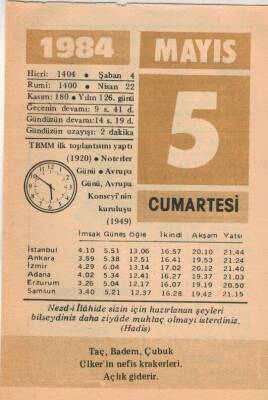 1984 MAYIS
Hicri: 1404 • Şaban 4
Rumi: 1400 • Nisan 22
Kasım: 180 • Yılın 126. günü
Gecenin devamı: 9 s. 41 d.
Gündüzün devamı: 14 s. 19 d.
Gündüzün uzayışı: 2 dakika
TBMM ilk toplantısını yaptı
(1920) • Noterler
Günü • Avrupa
Günü, Avrupa
Konseyi'nin
kuruluşu
(1949)
5
CUMARTESİ
İmsak Güneş Öğle İkindi Akşam Yatsı
İstanbul 4.10 5.51 13.06 16.57 20.10 21.44
Ankara 3.59 5.38 12.51 16.41 19.53 21.24
İzmir 4.29 6.04 13.14 17.02 20.12 21.40
Adana 4.02 5.34 12.41 16.27 19.37 21.03
Erzurum 3.26 5.04 12.17 16.07 19.19 20.50
Samsun 3.40 5.21 12.37 16.28 19.42 21.15
Nezd-i İlâhide sizin için hazırlanan şeyleri
bilseydiniz daha ziyâde muhtaç olmayı isterdiniz.
(Hadis)
Taç, Badem, Çubuk
Ülker'in nefis krakerleri.
Açlık giderir.